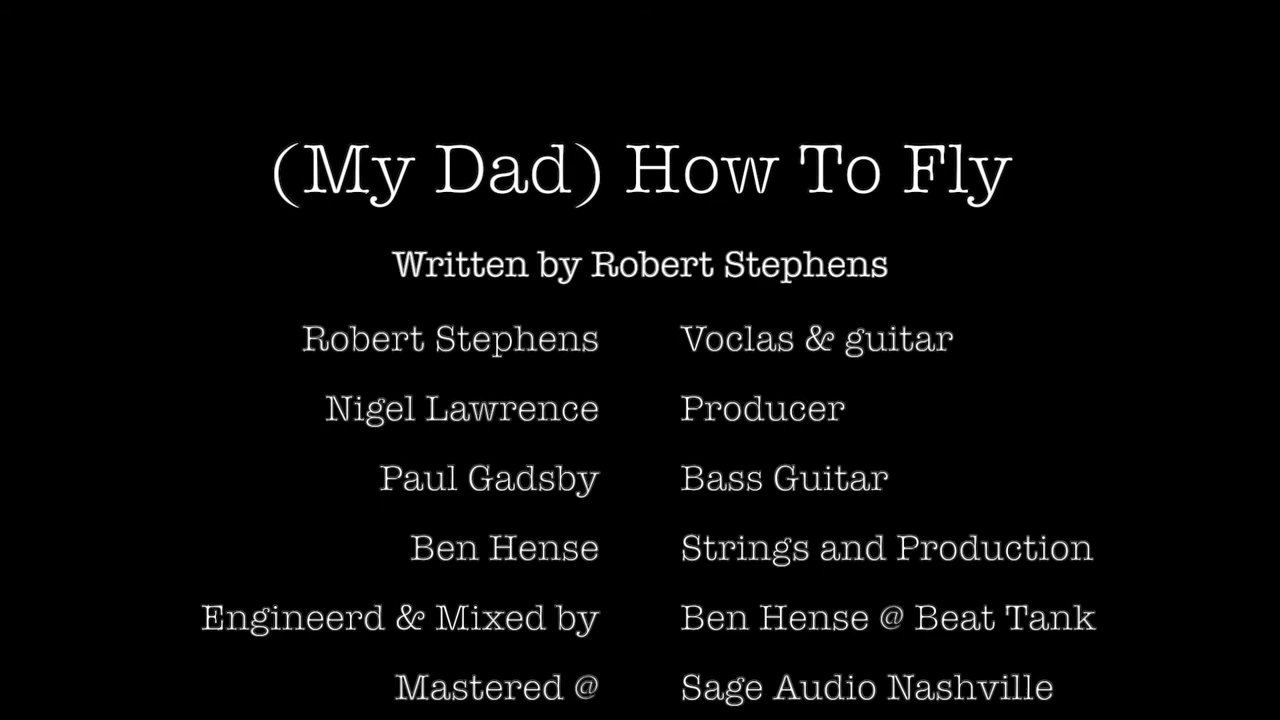 (My Dad) How To Fly
Written by Robert Stephens
Robert Stephens Voclas & guitar
Nigel Lawrence Producer
Paul Gadsby Bass Guitar
Ben Hense Strings and Production
Engineerd & Mixed by Ben Hense @ Beat Tank
Mastered @ Sage Audio Nashville